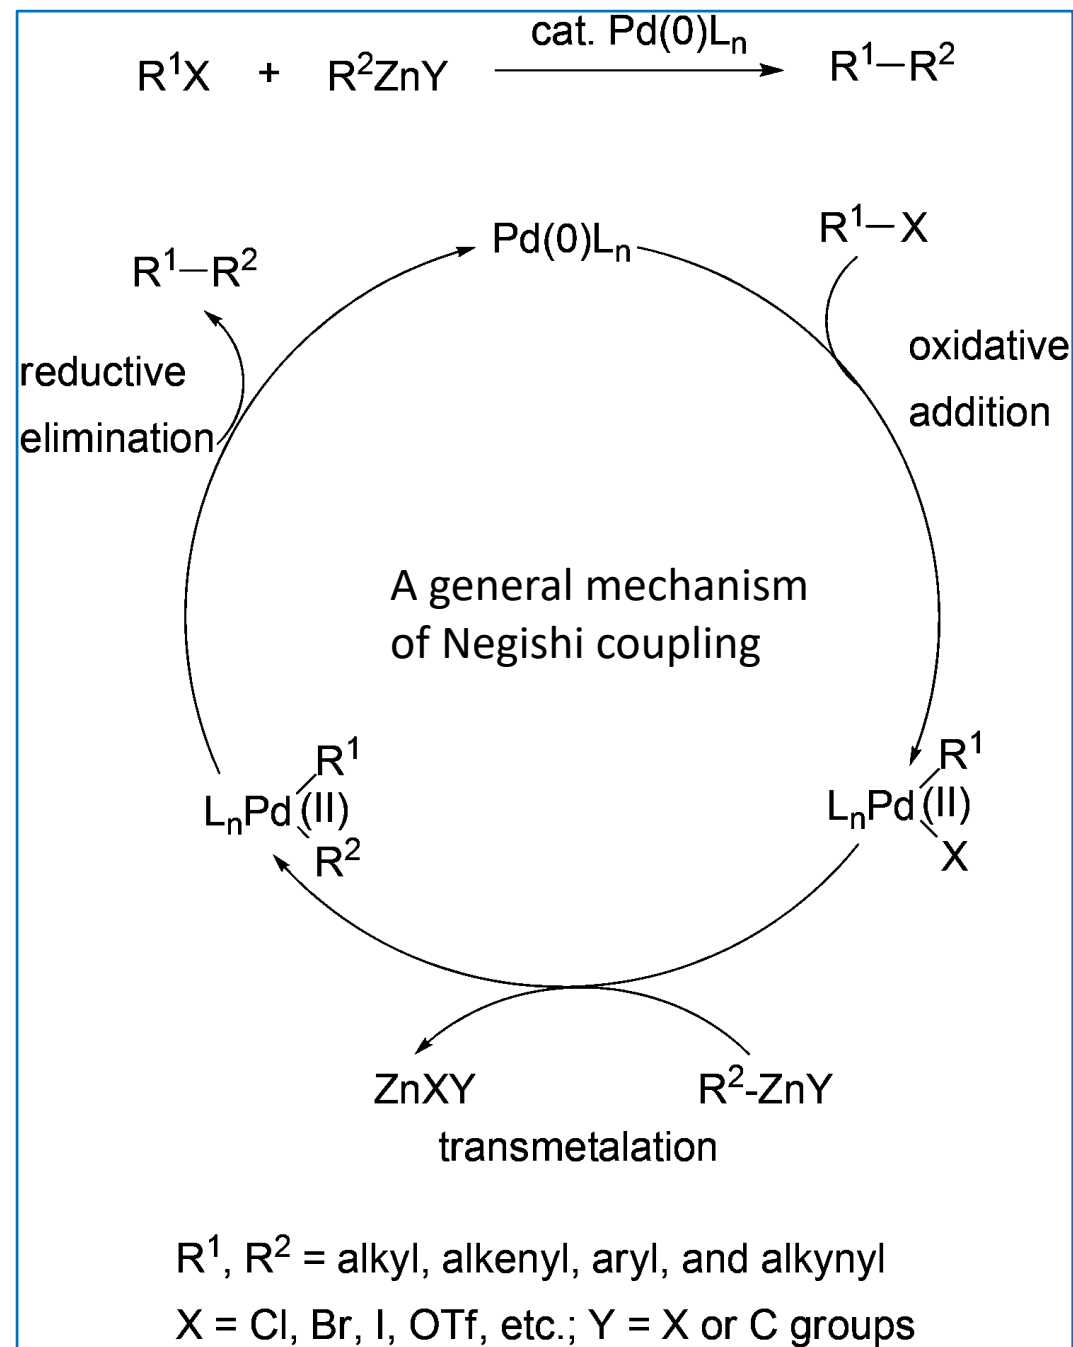 cat. Pd(0)Lₙ
R¹X + R²ZnY R¹—R²
Pd(0)Lₙ
R¹—X
R¹—R²
oxidative
addition
reductive
elimination
A general mechanism
of Negishi coupling
R¹
LₙPd(II)
R²
R¹
LₙPd(II)
X
ZnXY R²-ZnY
transmetalation
R¹, R² = alkyl, alkenyl, aryl, and alkynyl
X = Cl, Br, I, OTf, etc.; Y = X or C groups